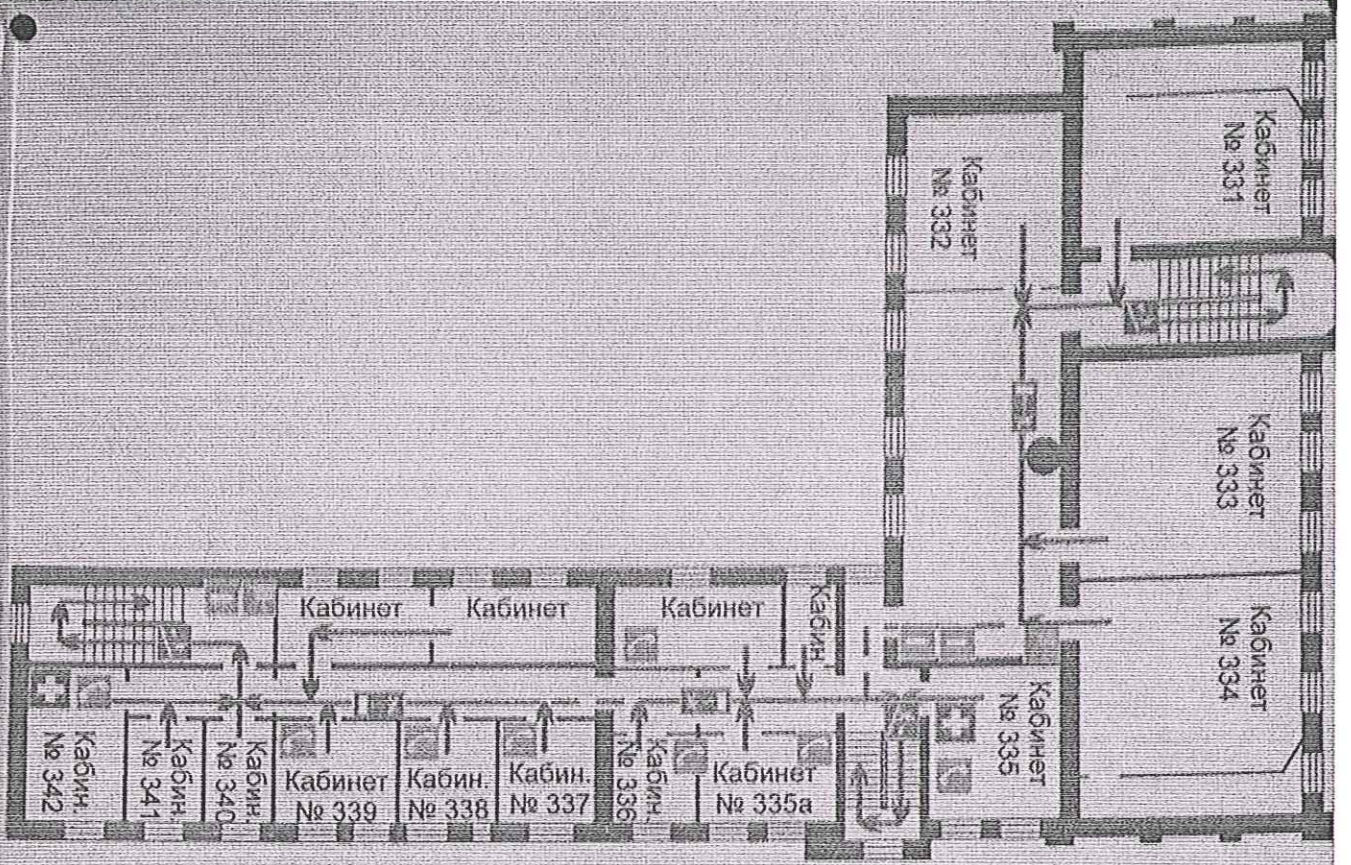 Кабинет
№ 331
Кабинет
№ 332
Кабинет
№ 333
Кабинет
№ 334
Кабинет
№ 335
Кабинет
Кабинет
Кабинет
Кабин
Кабин.
№ 342
Кабин.
№ 341
Кабин.
№ 340
Кабинет
№ 339
Кабин.
№ 338
Кабин.
№ 337
Кабин.
№ 336
Кабинет
№ 335а